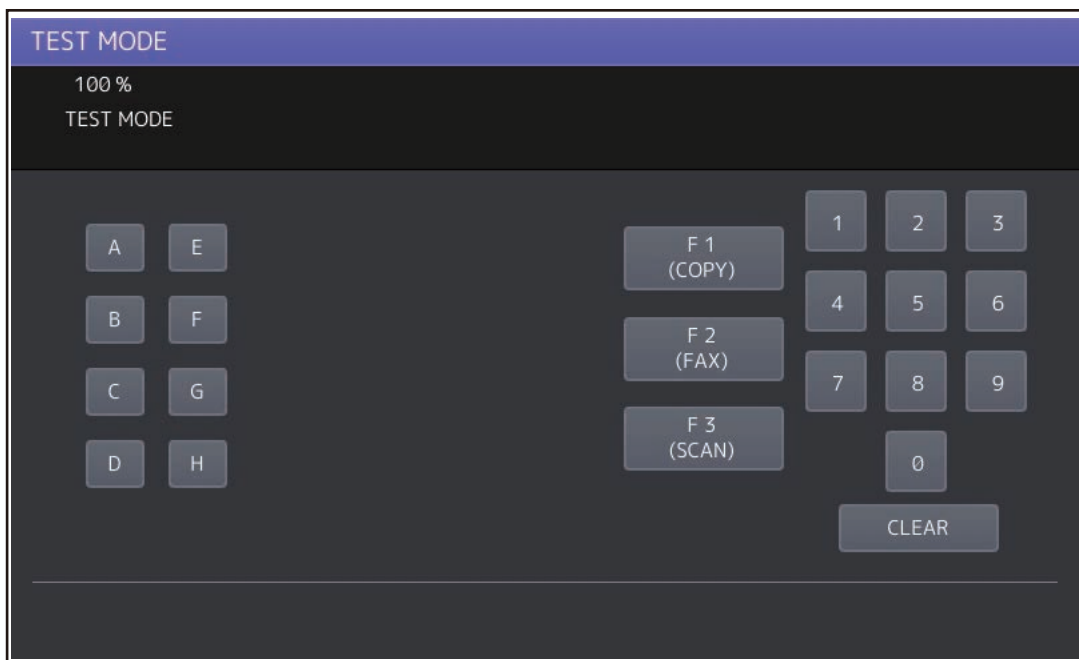 TEST MODE
100 %
TEST MODE
A E
B F
C G
D H
F 1
(COPY)
F 2
(FAX)
F 3
(SCAN)
1 2 3
4 5 6
7 8 9
0
CLEAR